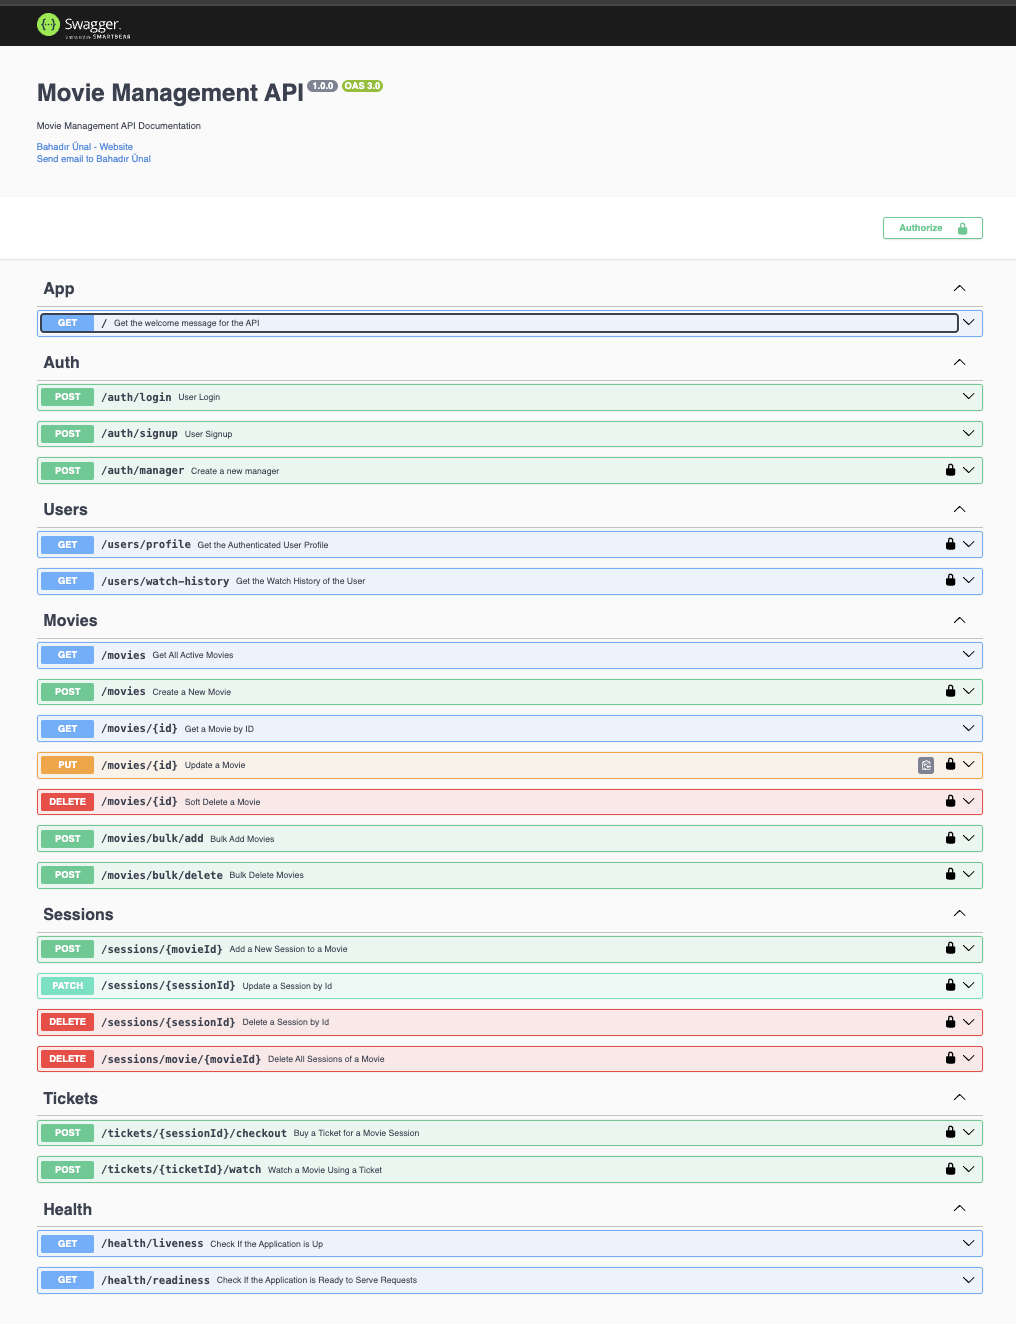 Swagger.
Supported by SMARTBEAR
Movie Management API 1.0.0 OAS 3.0
Movie Management API Documentation
Bahadır Ünal - Website
Send email to Bahadır Ünal
Authorize
App
GET / Get the welcome message for the API
Auth
POST /auth/login User Login
POST /auth/signup User Signup
POST /auth/manager Create a new manager
Users
GET /users/profile Get the Authenticated User Profile
GET /users/watch-history Get the Watch History of the User
Movies
GET /movies Get All Active Movies
POST /movies Create a New Movie
GET /movies/{id} Get a Movie by ID
PUT /movies/{id} Update a Movie
DELETE /movies/{id} Soft Delete a Movie
POST /movies/bulk/add Bulk Add Movies
POST /movies/bulk/delete Bulk Delete Movies
Sessions
POST /sessions/{movieId} Add a New Session to a Movie
PATCH /sessions/{sessionId} Update a Session by Id
DELETE /sessions/{sessionId} Delete a Session by Id
DELETE /sessions/movie/{movieId} Delete All Sessions of a Movie
Tickets
POST /tickets/{sessionId}/checkout Buy a Ticket for a Movie Session
POST /tickets/{ticketId}/watch Watch a Movie Using a Ticket
Health
GET /health/liveness Check If the Application is Up
GET /health/readiness Check If the Application is Ready to Serve Requests